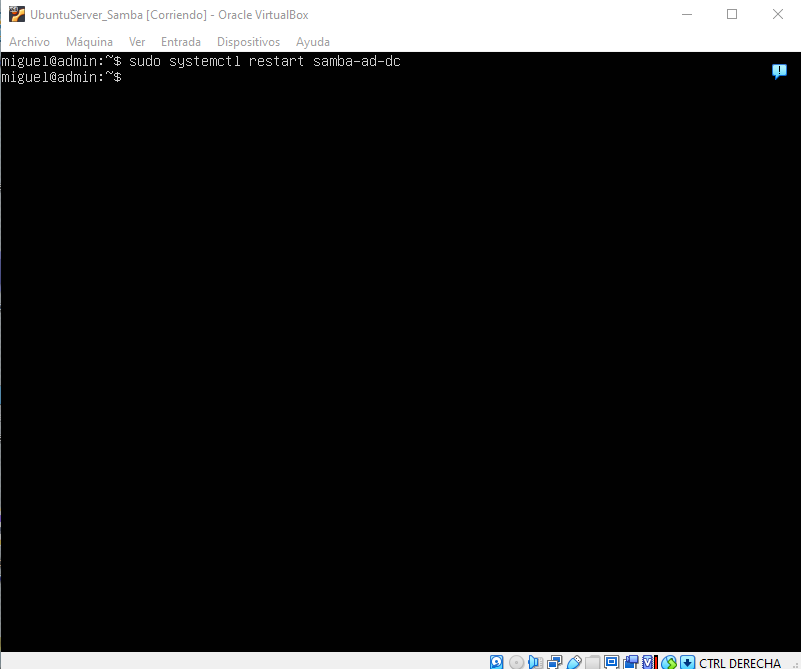 UbuntuServer_Samba [Corriendo] - Oracle VirtualBox
Archivo Máquina Ver Entrada Dispositivos Ayuda
miguel@admin:~$ sudo systemctl restart samba-ad-dc
miguel@admin:~$
CTRL DERECHA